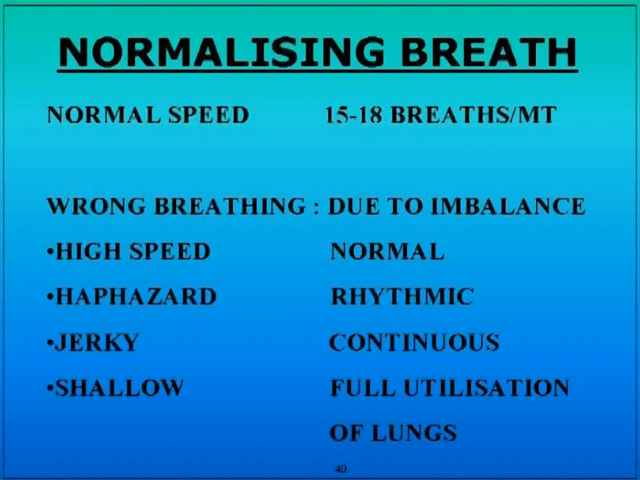 NORMALISING BREATH
NORMAL SPEED 15-18 BREATHS/MT
WRONG BREATHING : DUE TO IMBALANCE
•HIGH SPEED NORMAL
•HAPHAZARD RHYTHMIC
•JERKY CONTINUOUS
•SHALLOW FULL UTILISATION
OF LUNGS
40